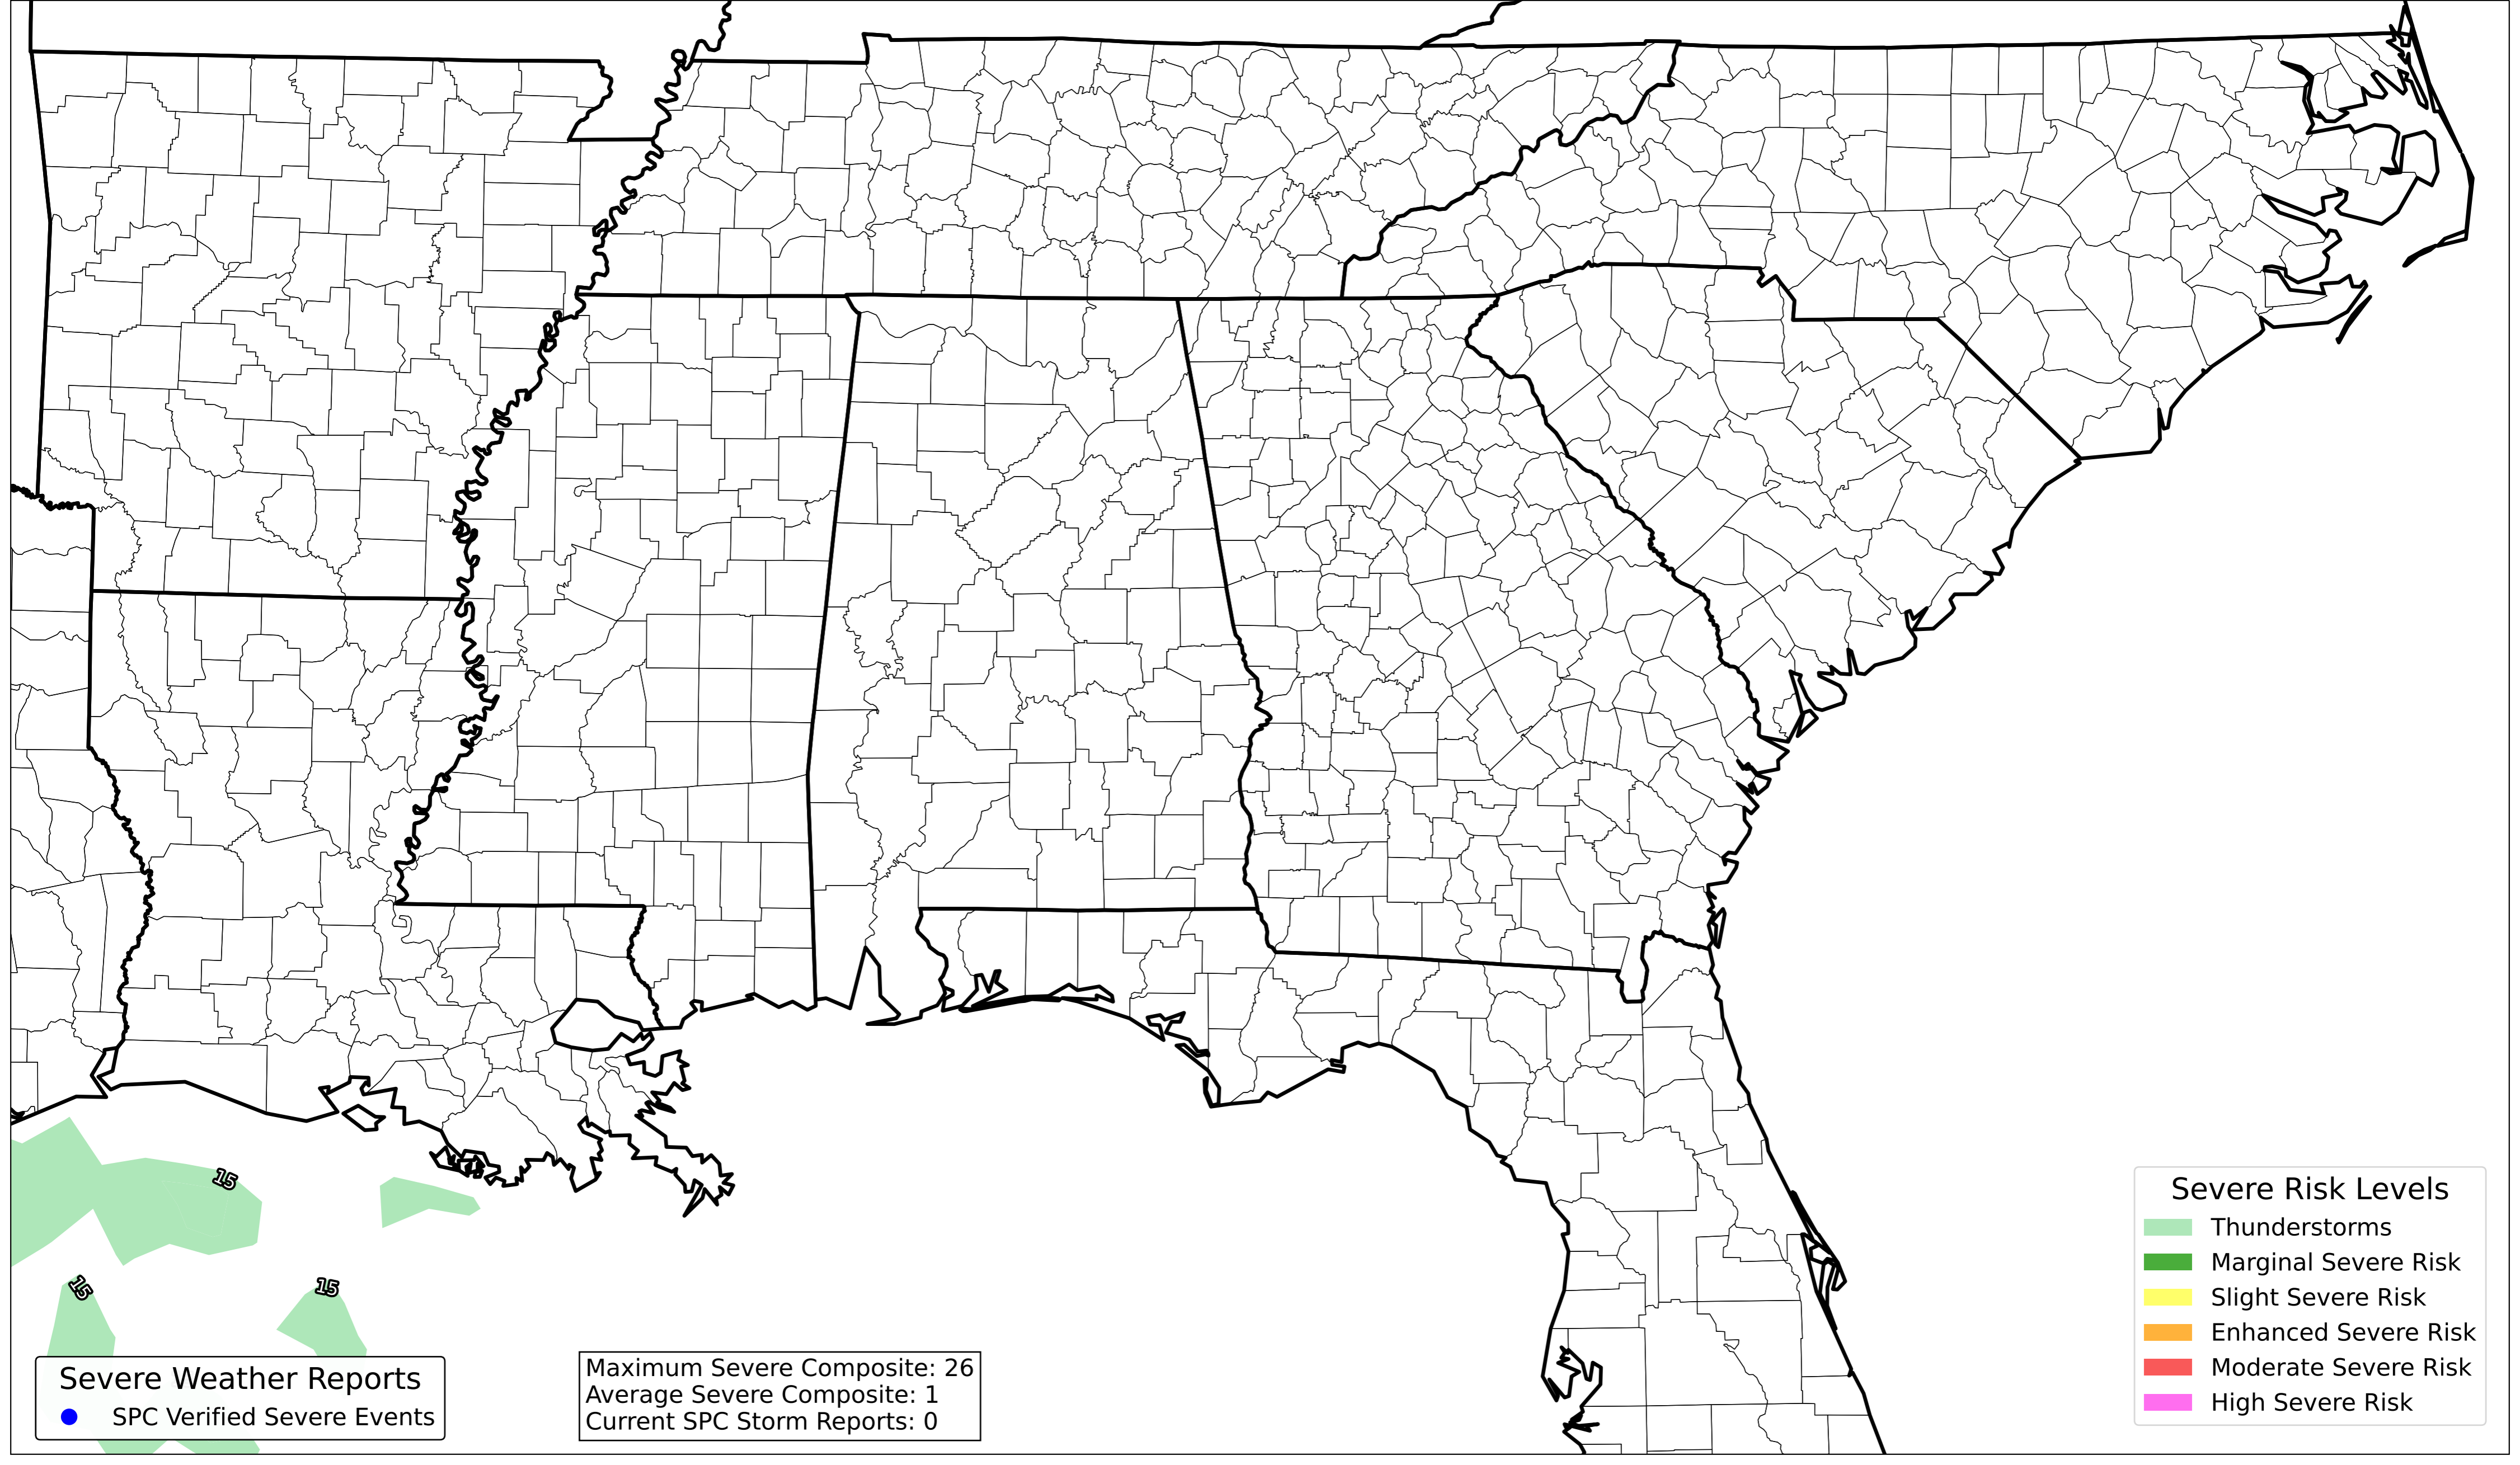 15
15
15
Severe Weather Reports
SPC Verified Severe Events
Maximum Severe Composite: 26
Average Severe Composite: 1
Current SPC Storm Reports: 0
Severe Risk Levels
Thunderstorms
Marginal Severe Risk
Slight Severe Risk
Enhanced Severe Risk
Moderate Severe Risk
High Severe Risk